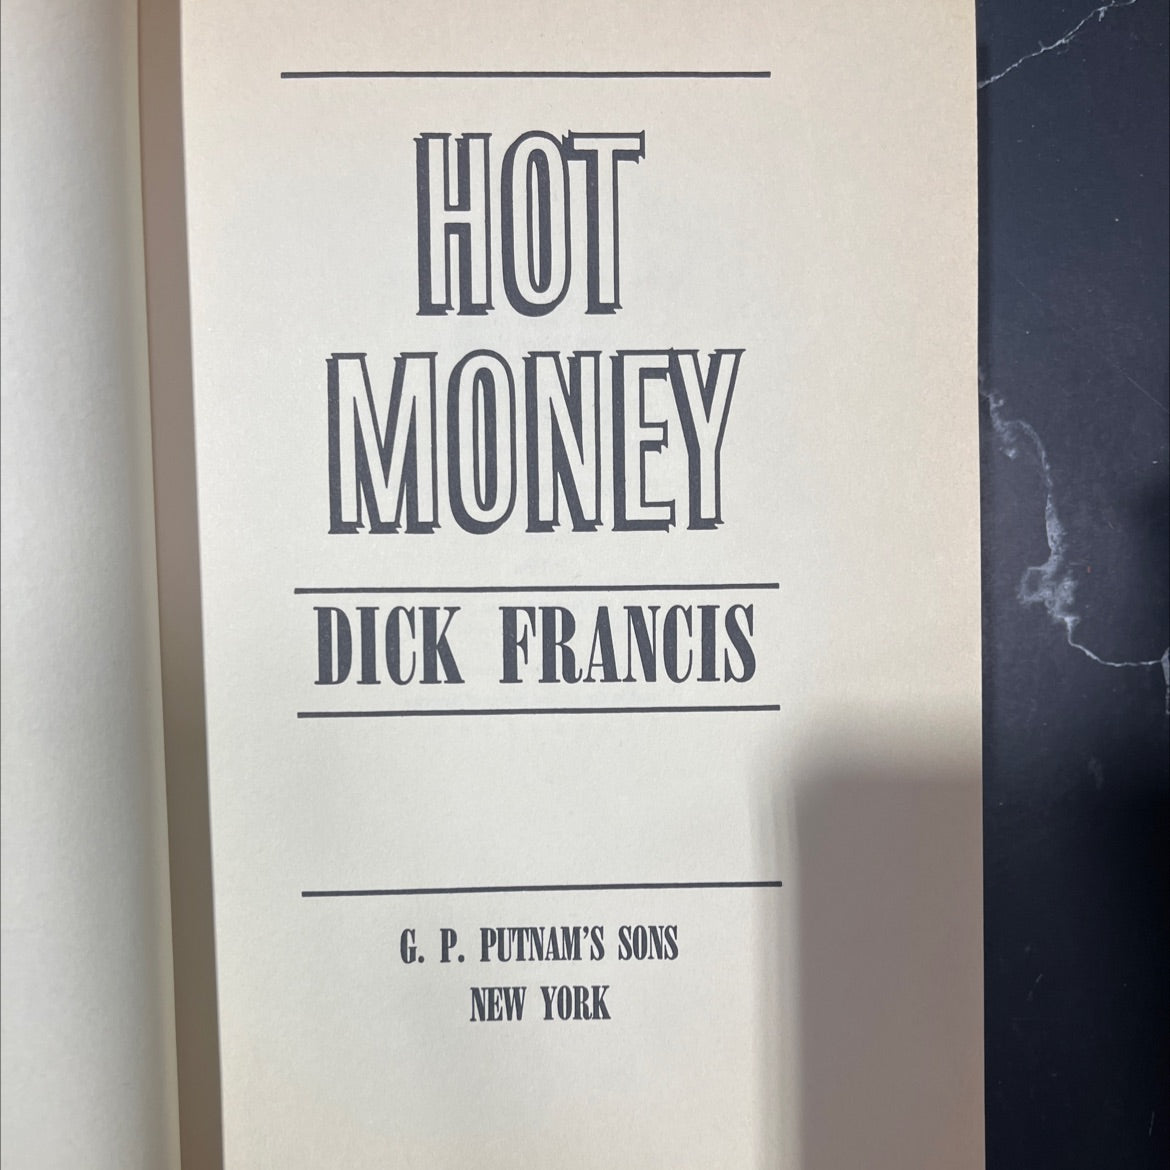 HOT
MONEY
DICK FRANCIS
G. P. PUTNAM'S SONS
NEW YORK